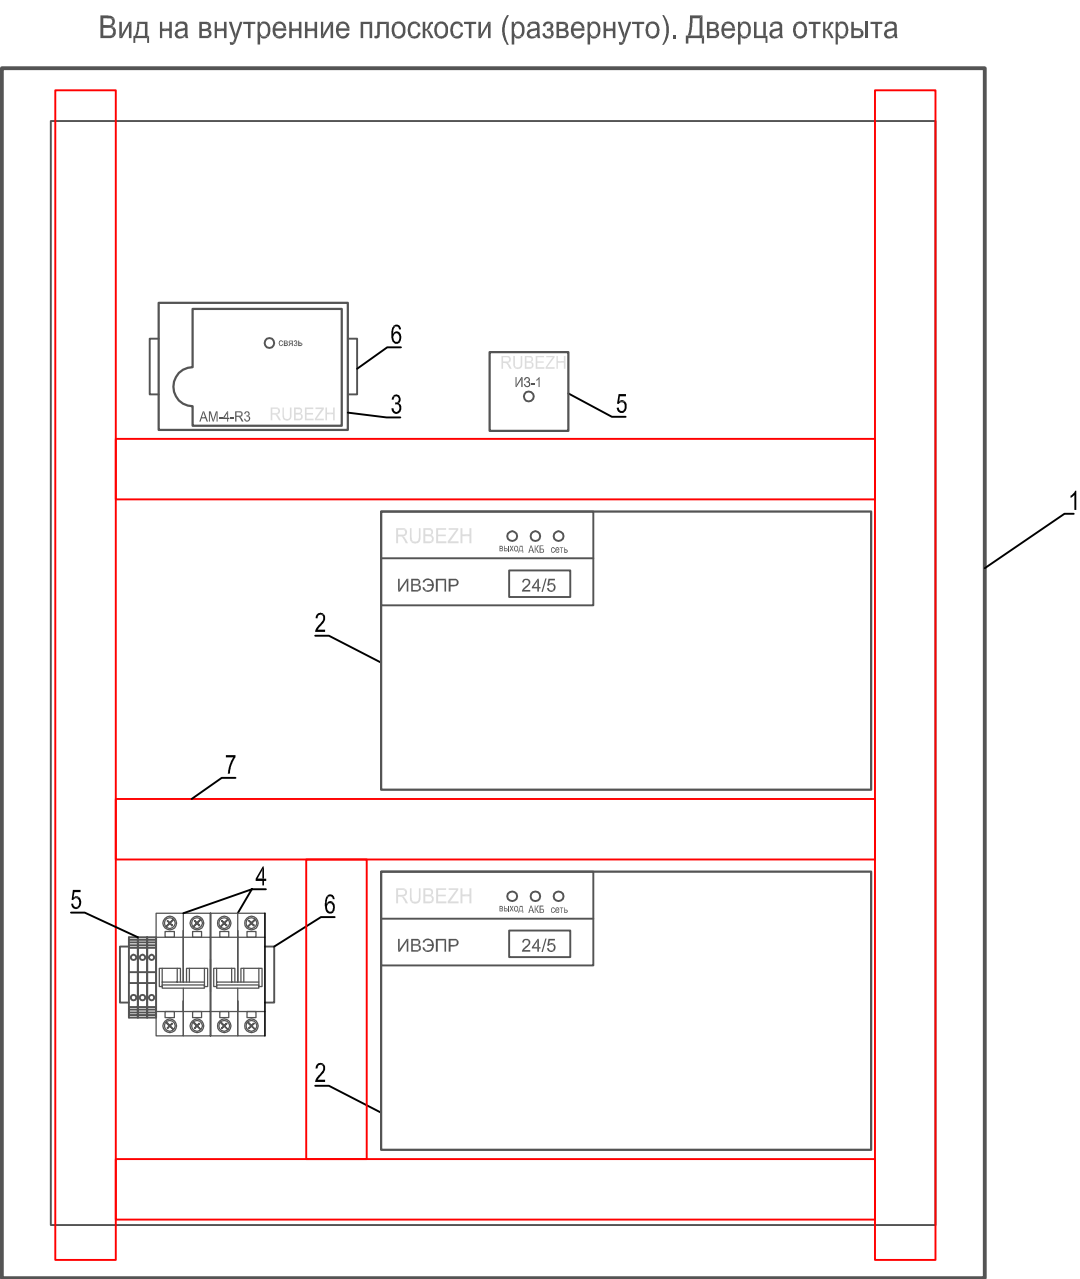 Вид на внутренние плоскости (развернуто). Дверца открыта
связь
6
RUBEZH
ИЗ-1
3
5
АМ-4-R3 RUBEZH
1
RUBEZH
выход АКБ сеть
ИВЭПР 24/5
2
7
4
5
6
RUBEZH
выход АКБ сеть
ИВЭПР 24/5
2